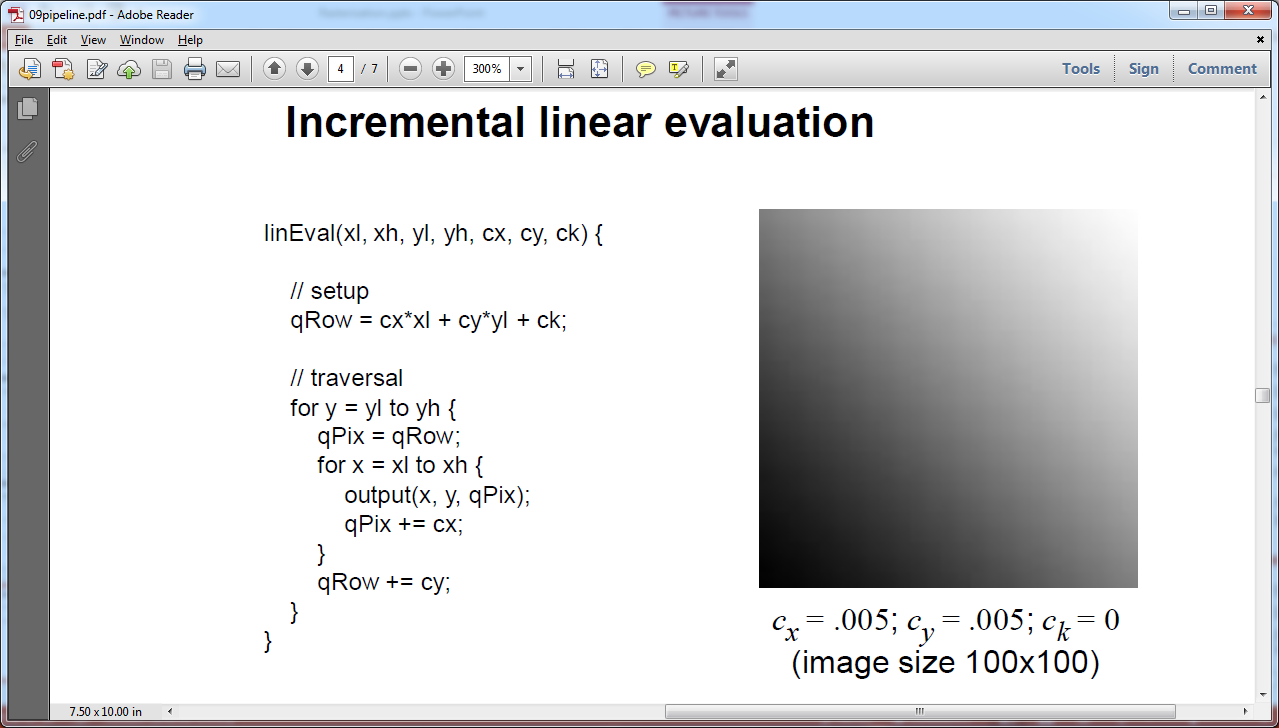 09pipeline.pdf - Adobe Reader
File Edit View Window Help
4 / 7 300% Tools Sign Comment
Incremental linear evaluation
linEval(xl, xh, yl, yh, cx, cy, ck) {
// setup
qRow = cx*xl + cy*yl + ck;
// traversal
for y = yl to yh {
qPix = qRow;
for x = xl to xh {
output(x, y, qPix);
qPix += cx;
}
qRow += cy;
}
}
cx = .005; cy = .005; ck = 0
(image size 100x100)
7.50 x 10.00 in